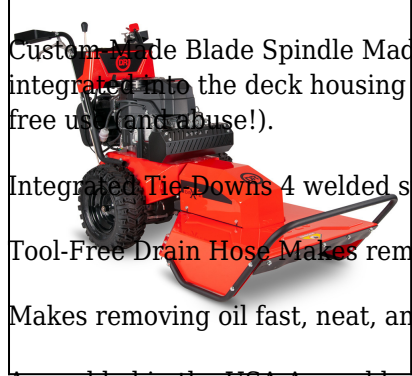 Custom-Made Blade Spindle Mad
integrated into the deck housing
free use (and abuse!).
Integrated Tie-Downs 4 welded s
Tool-Free Drain Hose Makes rem
Makes removing oil fast, neat, an